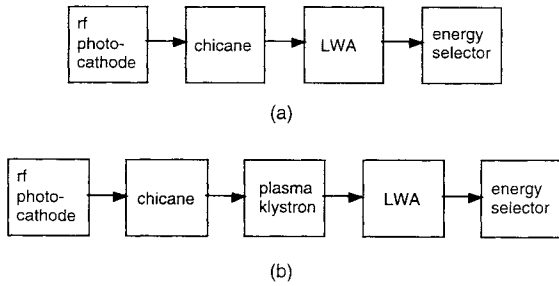 rf
photo-
cathode
chicane
LWA
energy
selector
(a)
rf
photo-
cathode
chicane
plasma
klystron
LWA
energy
selector
(b)